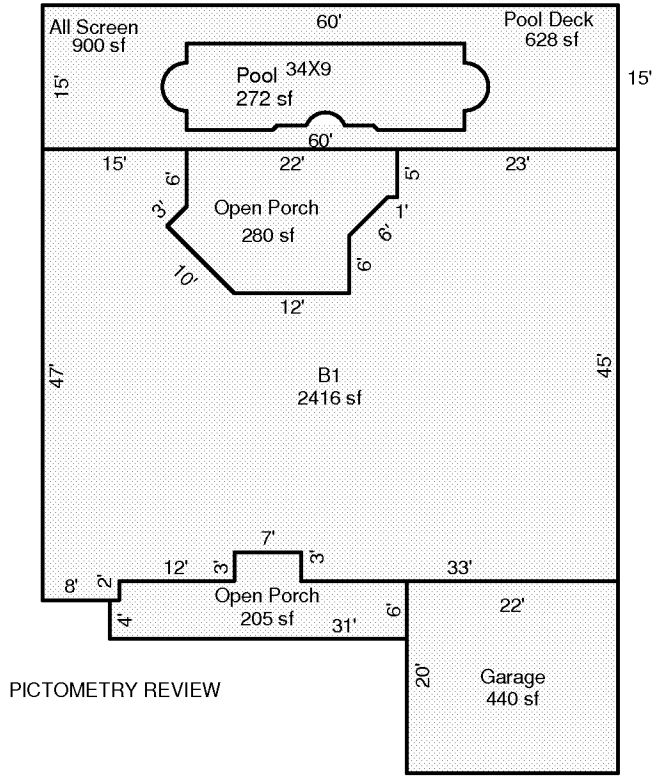 60'
All Screen
900 sf
Pool Deck
628 sf
15'
15'
Pool 34X9
272 sf
60'
15'
6'
22'
5'
23'
3'
Open Porch
280 sf
1'
6'
10'
6'
12'
47'
B1
2416 sf
45'
7'
8'
2'
12'
3'
3'
33'
4'
Open Porch
205 sf
31'
6'
22'
20'
Garage
440 sf
PICTOMETRY REVIEW